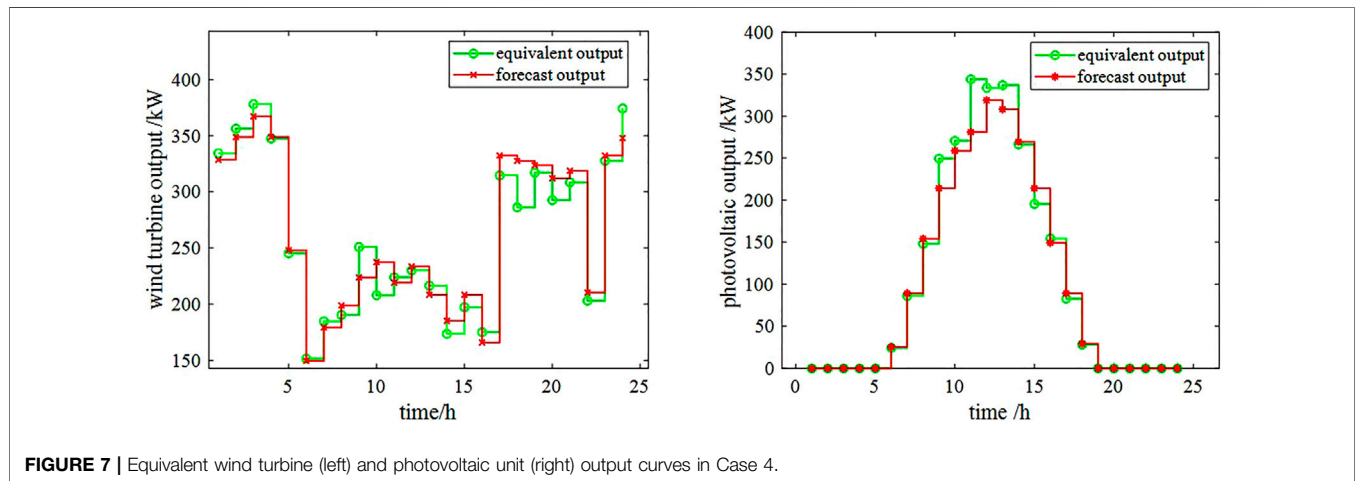 equivalent output
forecast output
wind turbine output /kW
400
350
300
250
200
150
5
10
15
20
25
time/h
equivalent output
forecast output
photovoltaic output /kW
400
350
300
250
200
150
100
50
0
0
5
10
15
20
25
time /h
FIGURE 7 | Equivalent wind turbine (left) and photovoltaic unit (right) output curves in Case 4.